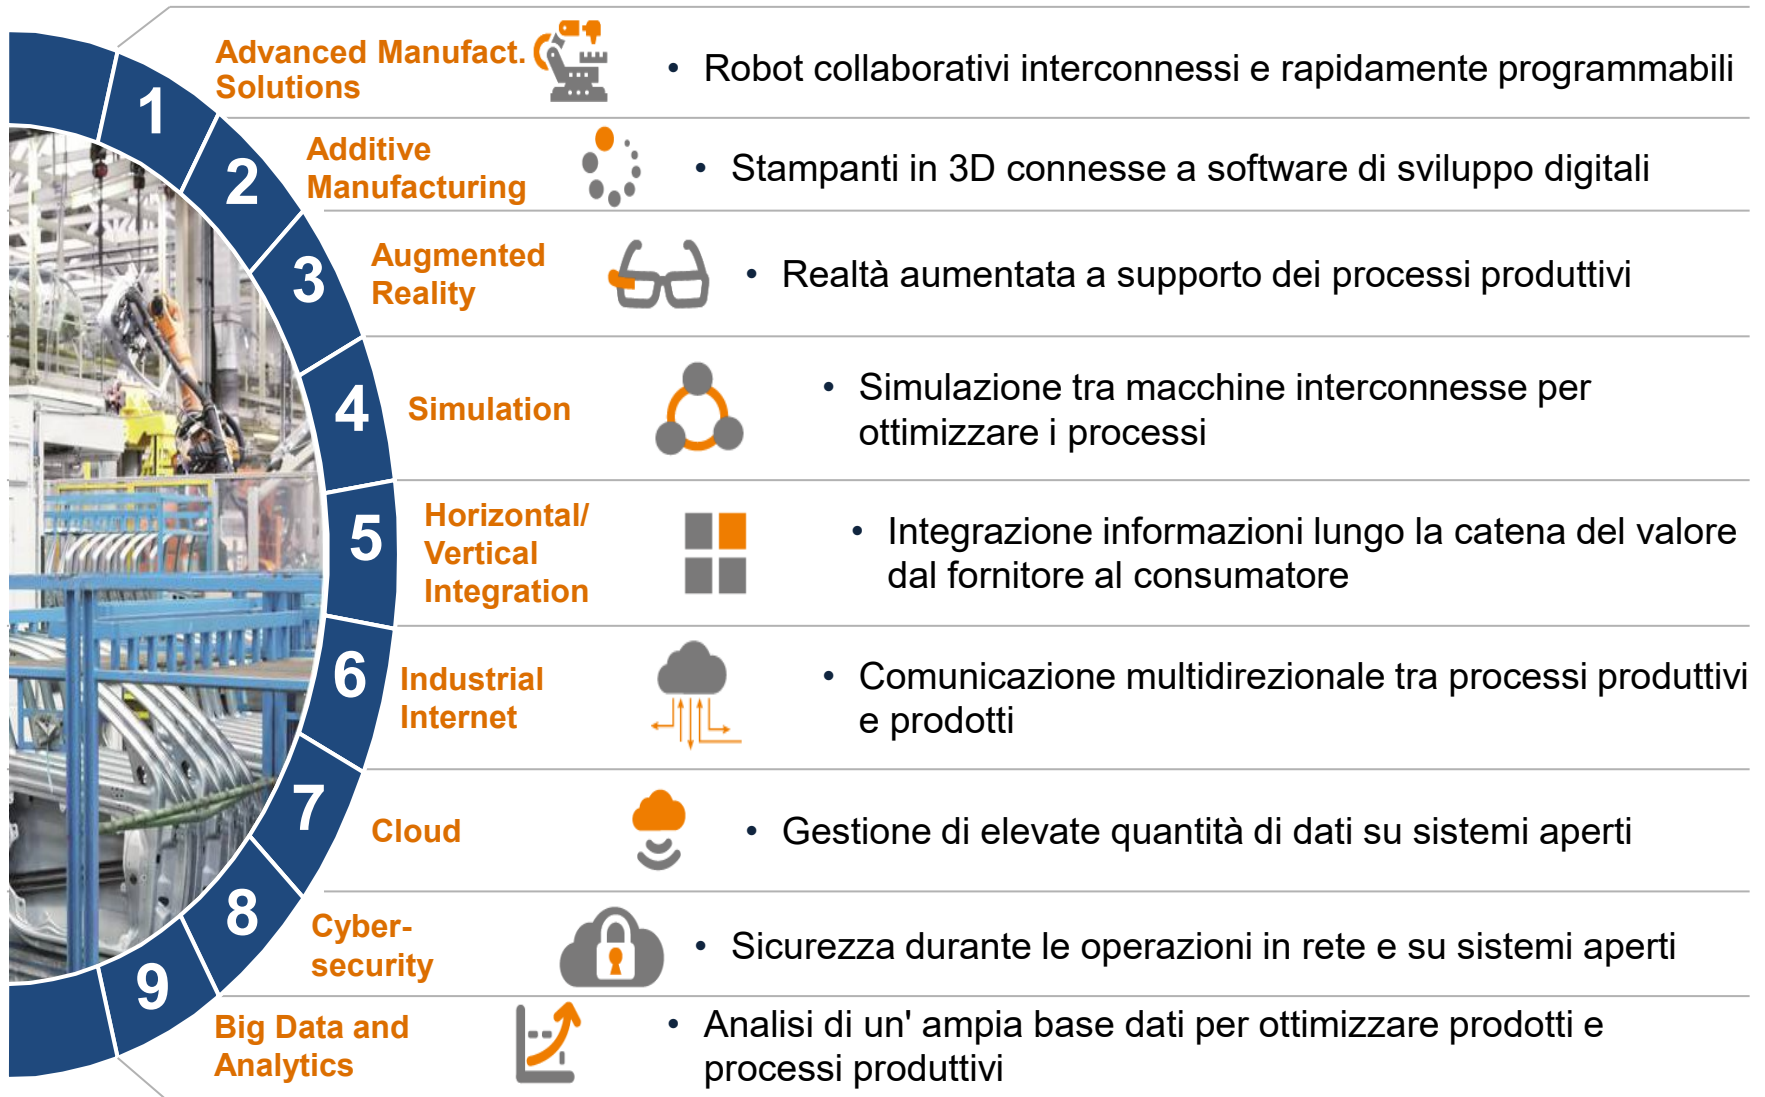 1
Advanced Manufact.
Solutions
• Robot collaborativi interconnessi e rapidamente programmabili
2
Additive
Manufacturing
• Stampanti in 3D connesse a software di sviluppo digitali
3
Augmented
Reality
• Realtà aumentata a supporto dei processi produttivi
4
Simulation
• Simulazione tra macchine interconnesse per
ottimizzare i processi
5
Horizontal/
Vertical
Integration
• Integrazione informazioni lungo la catena del valore
dal fornitore al consumatore
6
Industrial
Internet
• Comunicazione multidirezionale tra processi produttivi
e prodotti
7
Cloud
• Gestione di elevate quantità di dati su sistemi aperti
8
Cyber-
security
• Sicurezza durante le operazioni in rete e su sistemi aperti
9
Big Data and
Analytics
• Analisi di un' ampia base dati per ottimizzare prodotti e
processi produttivi